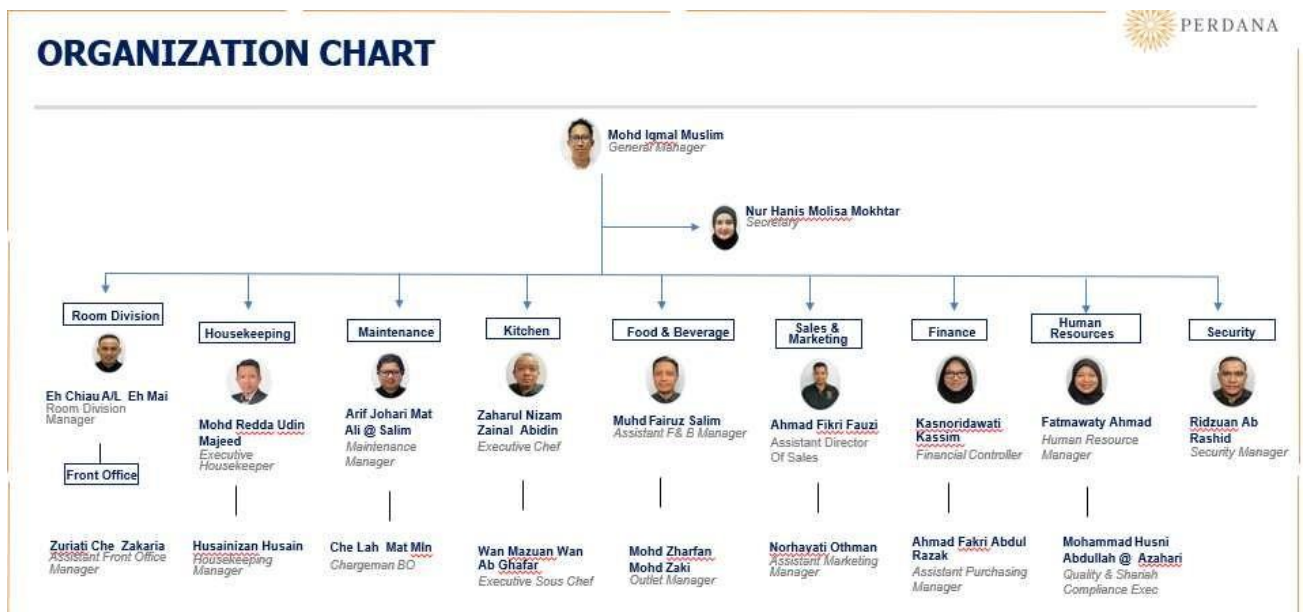 PERDANA
ORGANIZATION CHART
Mohd Iqmal Muslim
General Manager
Nur Hanis Molisa Mokhtar
Secretary
Room Division
Eh Chiau A/L Eh Mai
Room Division
Manager
Front Office
Zuriati Che Zakaria
Assistant Front Office
Manager
Housekeeping
Mohd Redda Udin
Majeed
Executive
Housekeeper
Husainizan Husain
Housekeeping
Manager
Maintenance
Arif Johari Mat
Ali @ Salim
Maintenance
Manager
Che Lah Mat MIn
Chargeman BO
Kitchen
Zaharul Nizam
Zainal Abidin
Executive Chef
Wan Mazuan Wan
Ab Ghafar
Executive Sous Chef
Food & Beverage
Muhd Fairuz Salim
Assistant F& B Manager
Mohd Zharfan
Mohd Zaki
Outlet Manager
Sales &
Marketing
Ahmad Fikri Fauzi
Assistant Director
Of Sales
Norhayati Othman
Assistant Marketing
Manager
Finance
Kasnoridawati
Kassim
Financial Controller
Ahmad Fakri Abdul
Razak
Assistant Purchasing
Manager
Human
Resources
Fatmawaty Ahmad
Human Resource
Manager
Mohammad Husni
Abdullah @ Azahari
Quality & Shariah
Compliance Exec
Security
Ridzuan Ab
Rashid
Security Manager